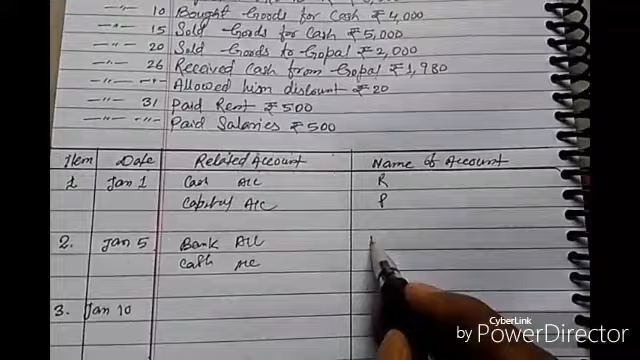 -"- 10 Bought Goods for Cash ₹ 4,000
-"- 15 Sold Goods for Cash ₹ 5,000
-"- 20 Sold Goods to Gopal ₹ 2,000
-"- 26 Received Cash from Gopal ₹ 1,980
-"- -"- Allowed him discount ₹ 20
-"- 31 Paid Rent ₹ 500
-"- -"- Paid Salaries ₹ 500
Item Date Related Account Name of Account
1 Jan 1 Cash A/C R
Capital A/C P
2. Jan 5 Bank A/C
Cash A/C
3. Jan 10
CyberLink
by PowerDirector